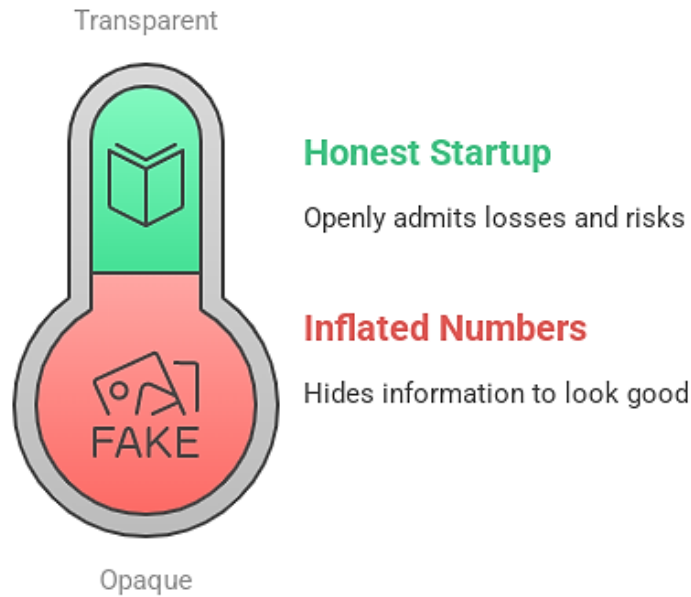 Transparent
Honest Startup
Openly admits losses and risks
Inflated Numbers
Hides information to look good
FAKE
Opaque